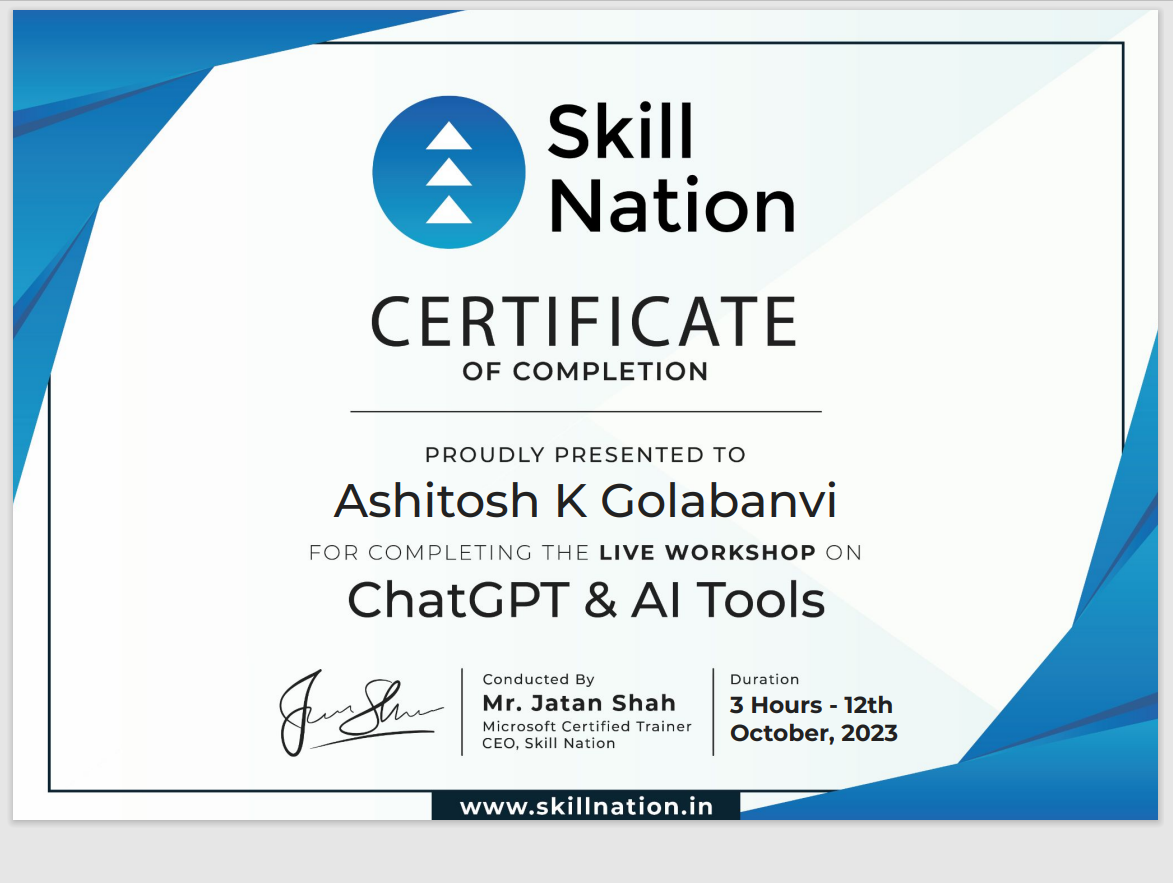 Skill
Nation
CERTIFICATE
OF COMPLETION
PROUDLY PRESENTED TO
Ashitosh K Golabanvi
FOR COMPLETING THE LIVE WORKSHOP ON
ChatGPT & AI Tools
Conducted By
Mr. Jatan Shah
Microsoft Certified Trainer
CEO, Skill Nation
Duration
3 Hours - 12th
October, 2023
www.skillnation.in